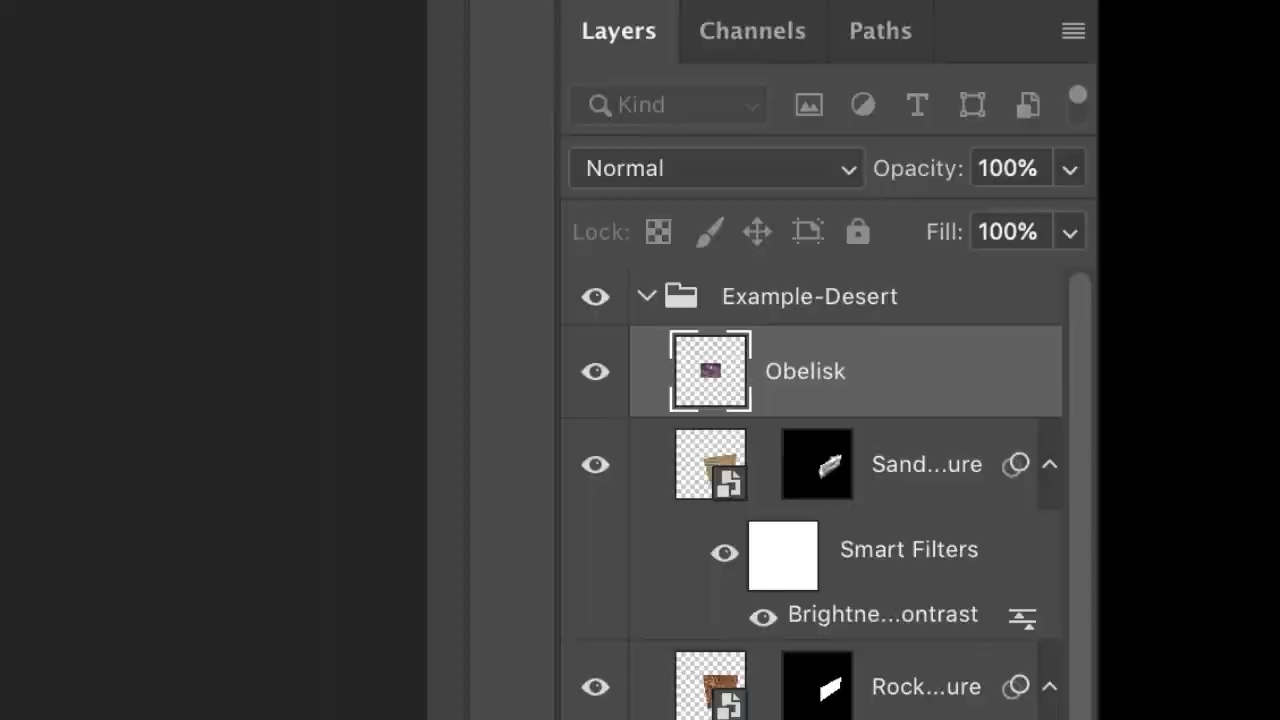 Layers Channels Paths
Kind
Normal Opacity: 100%
Lock: Fill: 100%
Example-Desert
Obelisk
Sand...ure
Smart Filters
Brightne...ontrast
Rock...ure